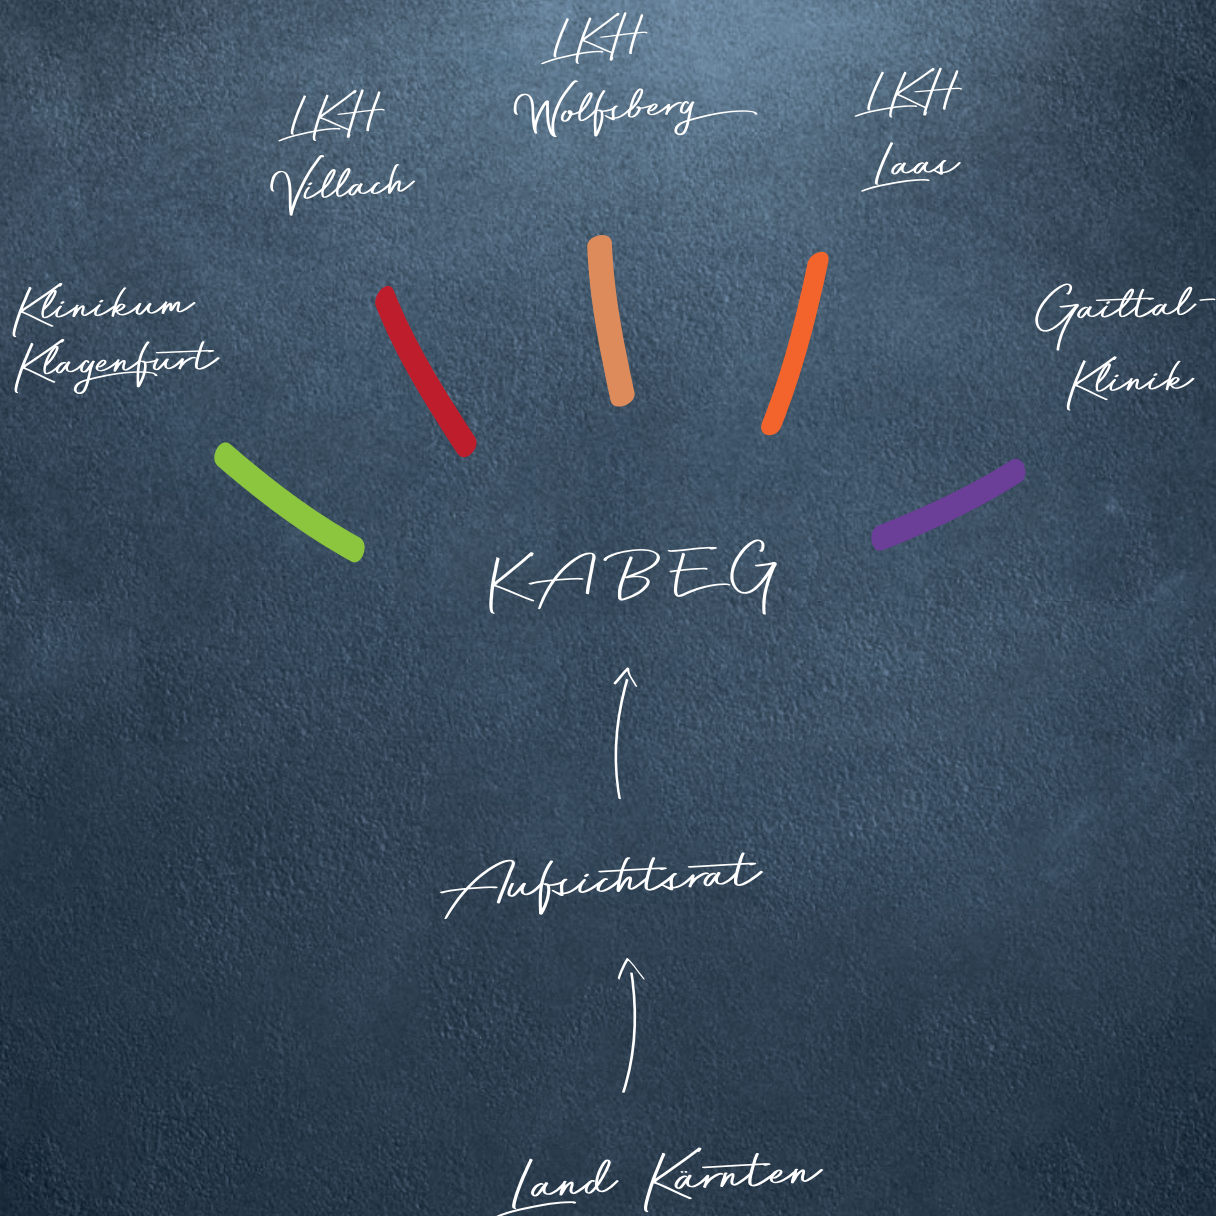 LKH
Wolfsberg
LKH
Villach
LKH
Laas
Klinikum
Klagenfurt
Gailtal-
Klinik
KABEG
Aufsichtsrat
Land Kärnten